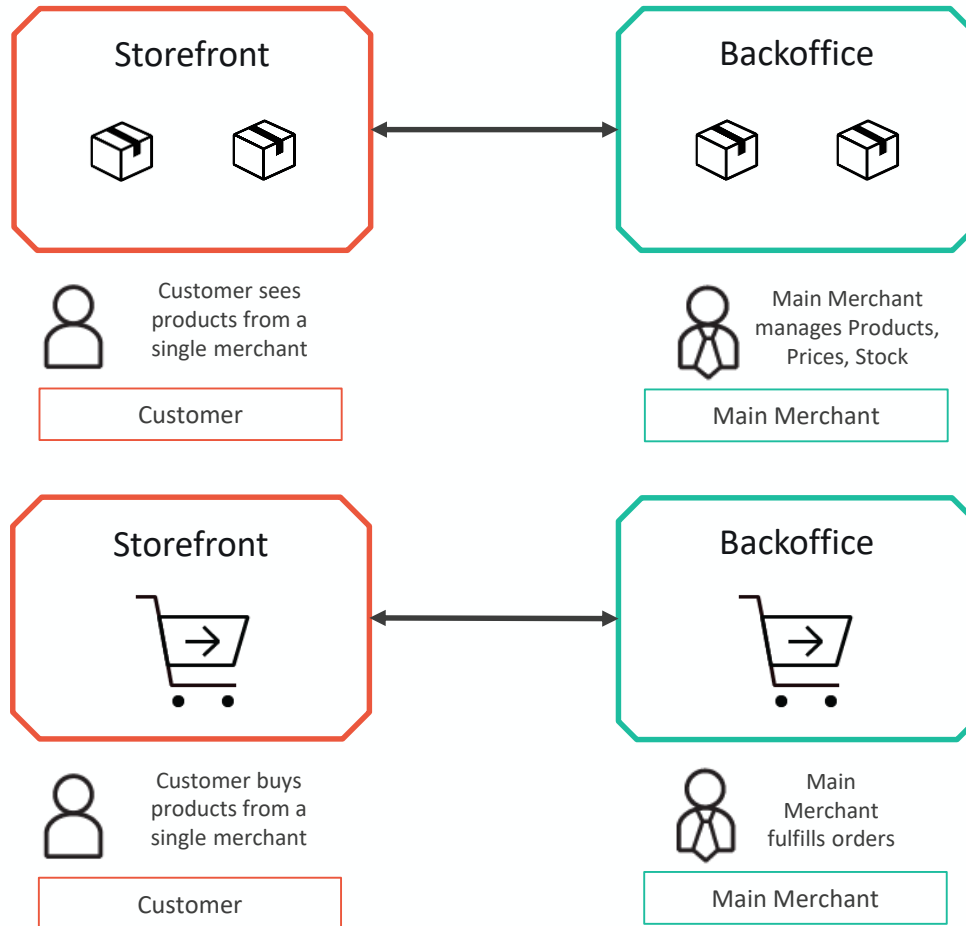 Storefront
Backoffice
Customer sees
products from a
single merchant
Main Merchant
manages Products,
Prices, Stock
Customer
Main Merchant
Storefront
Backoffice
Customer buys
products from a
single merchant
Main
Merchant
fulfills orders
Customer
Main Merchant